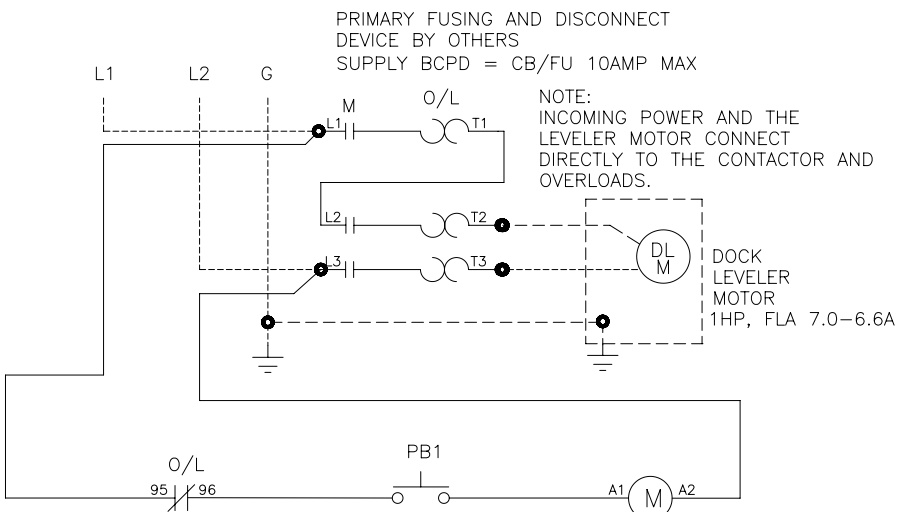 PRIMARY FUSING AND DISCONNECT
DEVICE BY OTHERS
SUPPLY BCPD = CB/FU 10AMP MAX
L1 L2 G
M O/L
NOTE:
INCOMING POWER AND THE
LEVELER MOTOR CONNECT
DIRECTLY TO THE CONTACTOR AND
OVERLOADS.
L1 T1
L2 T2
L3 T3
DL
M
DOCK
LEVELER
MOTOR
1HP, FLA 7.0-6.6A
O/L PB1
95 96 A1 M A2